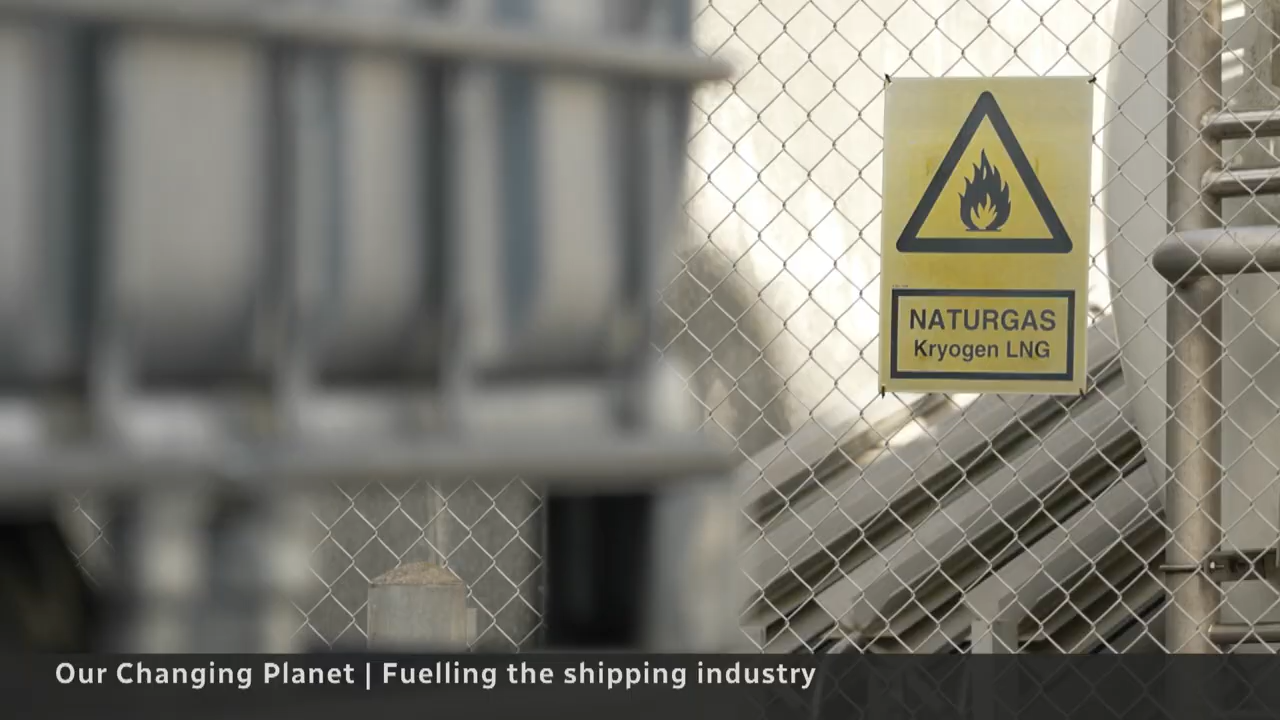 NATURGAS
Kryogen LNG
Our Changing Planet | Fuelling the shipping industry